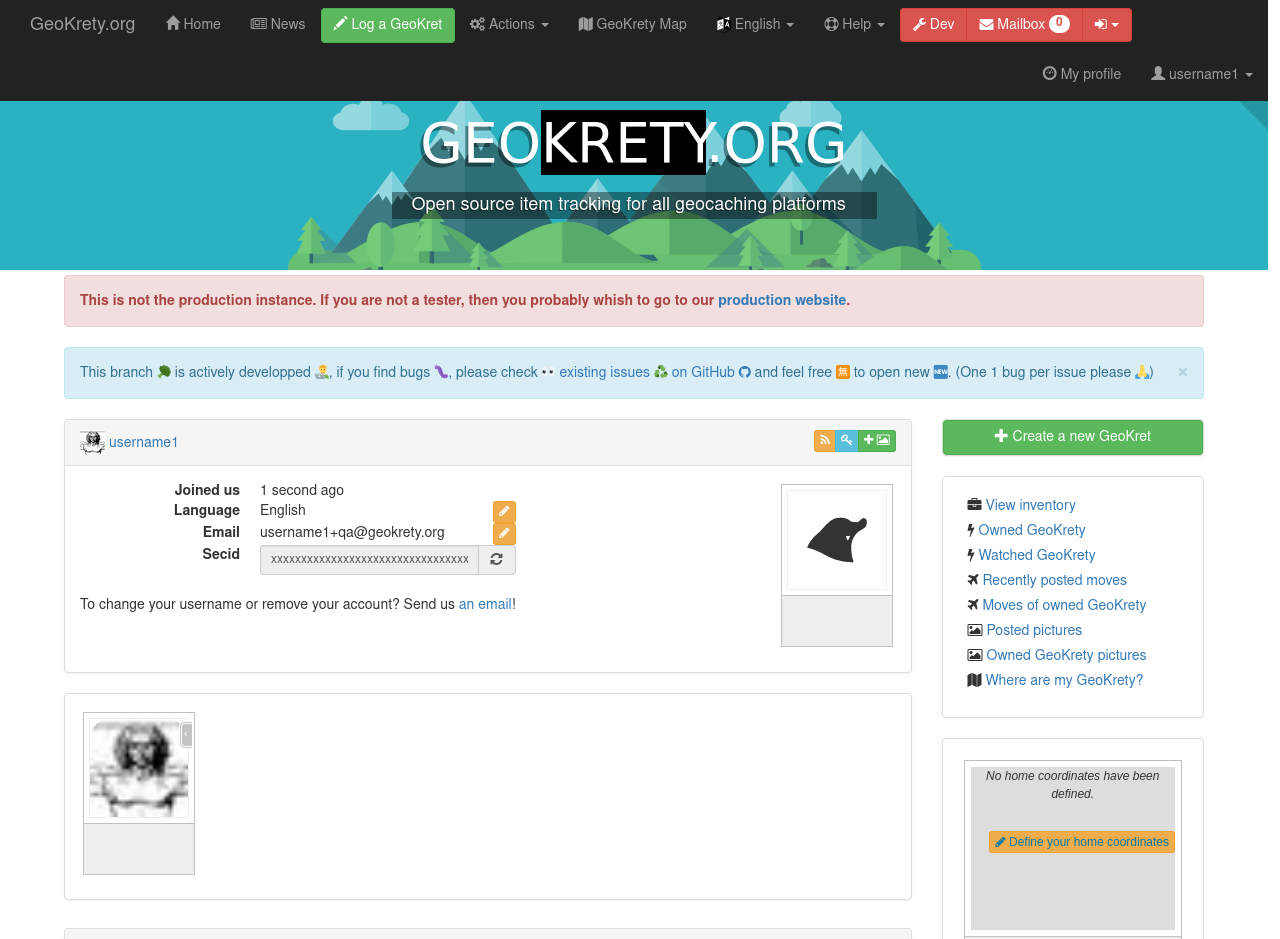 GeoKrety.org Home News Log a GeoKret Actions GeoKrety Map English Help Dev Mailbox 0
My profile username1
GEOKRETY.ORG
Open source item tracking for all geocaching platforms
This is not the production instance. If you are not a tester, then you probably whish to go to our production website.
This branch 🥦 is actively developped 👨‍💻, if you find bugs 🐛, please check 👀 existing issues ♻ on GitHub and feel free 🈚 to open new 🆕. (One 1 bug per issue please 🙏) ×
username1
Joined us 1 second ago
Language English
Email username1+qa@geokrety.org
Secid xxxxxxxxxxxxxxxxxxxxxxxxxxxxxxxxx
To change your username or remove your account? Send us an email!
Create a new GeoKret
View inventory
Owned GeoKrety
Watched GeoKrety
Recently posted moves
Moves of owned GeoKrety
Posted pictures
Owned GeoKrety pictures
Where are my GeoKrety?
No home coordinates have been
defined.
Define your home coordinates